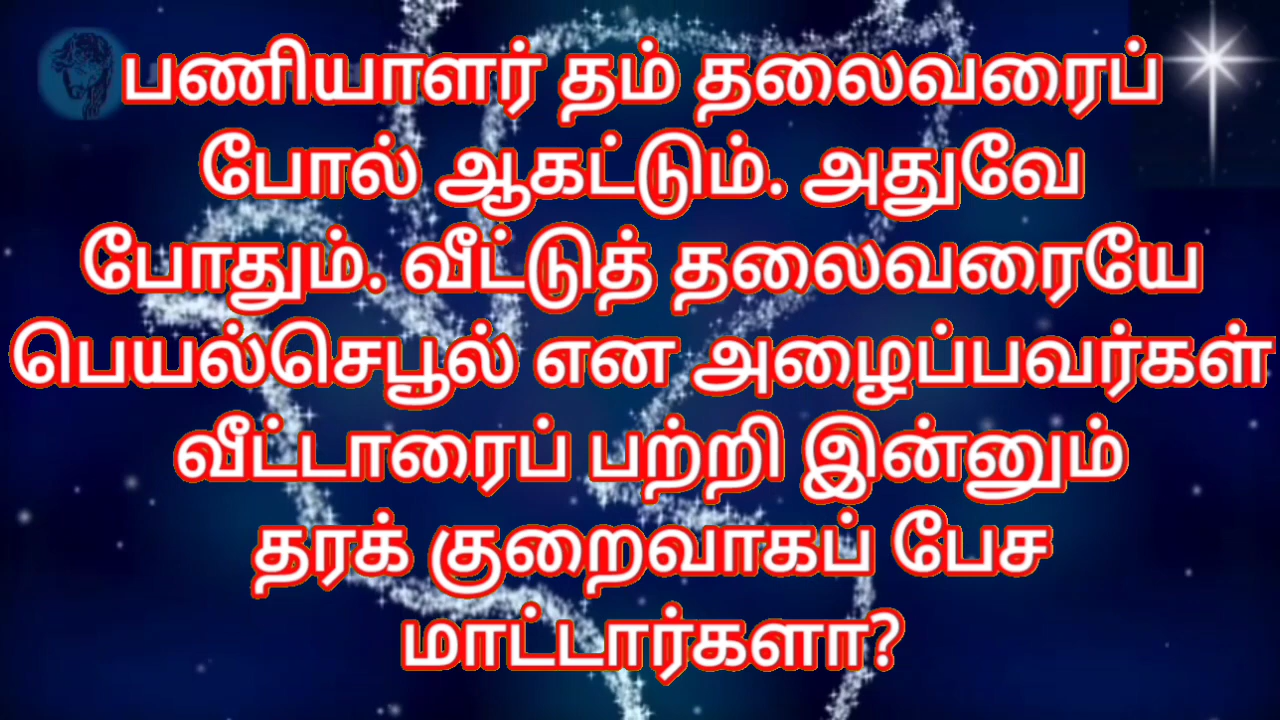 பணியாளர் தம் தலைவரைப்
போல் ஆகட்டும். அதுவே
போதும். வீட்டுத் தலைவரையே
பெயல்செபூல் என அழைப்பவர்கள்
வீட்டாரைப் பற்றி இன்னும்
தரக் குறைவாகப் பேச
மாட்டார்களா?